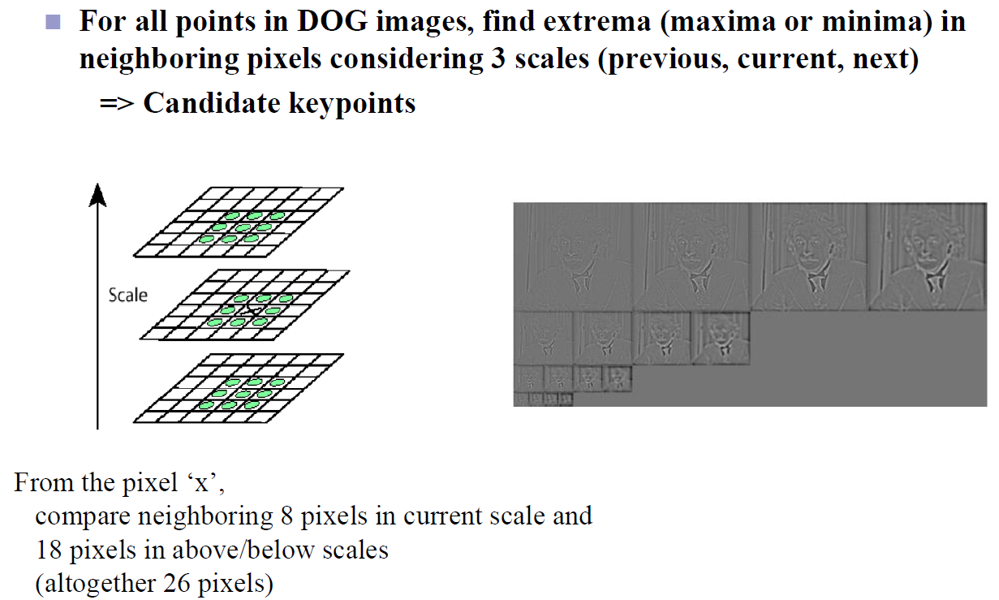 For all points in DOG images, find extrema (maxima or minima) in
neighboring pixels considering 3 scales (previous, current, next)
=> Candidate keypoints
Scale
From the pixel ‘x’,
compare neighboring 8 pixels in current scale and
18 pixels in above/below scales
(altogether 26 pixels)